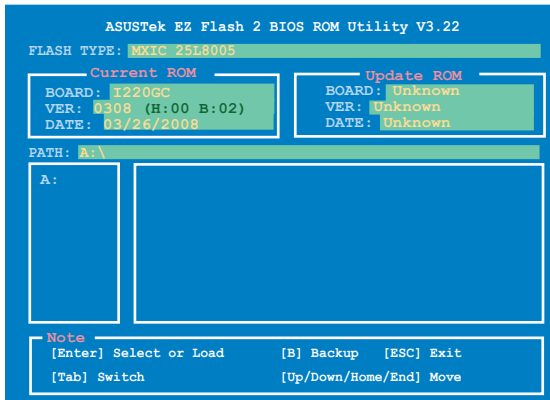 ASUSTek EZ Flash 2 BIOS ROM Utility V3.22
FLASH TYPE: MXIC 25L8005
Current ROM
BOARD: I220GC
VER: 0308 (H:00 B:02)
DATE: 03/26/2008
Update ROM
BOARD: Unknown
VER: Unknown
DATE: Unknown
PATH: A:\
A:
Note
[Enter] Select or Load [B] Backup [ESC] Exit
[Tab] Switch [Up/Down/Home/End] Move